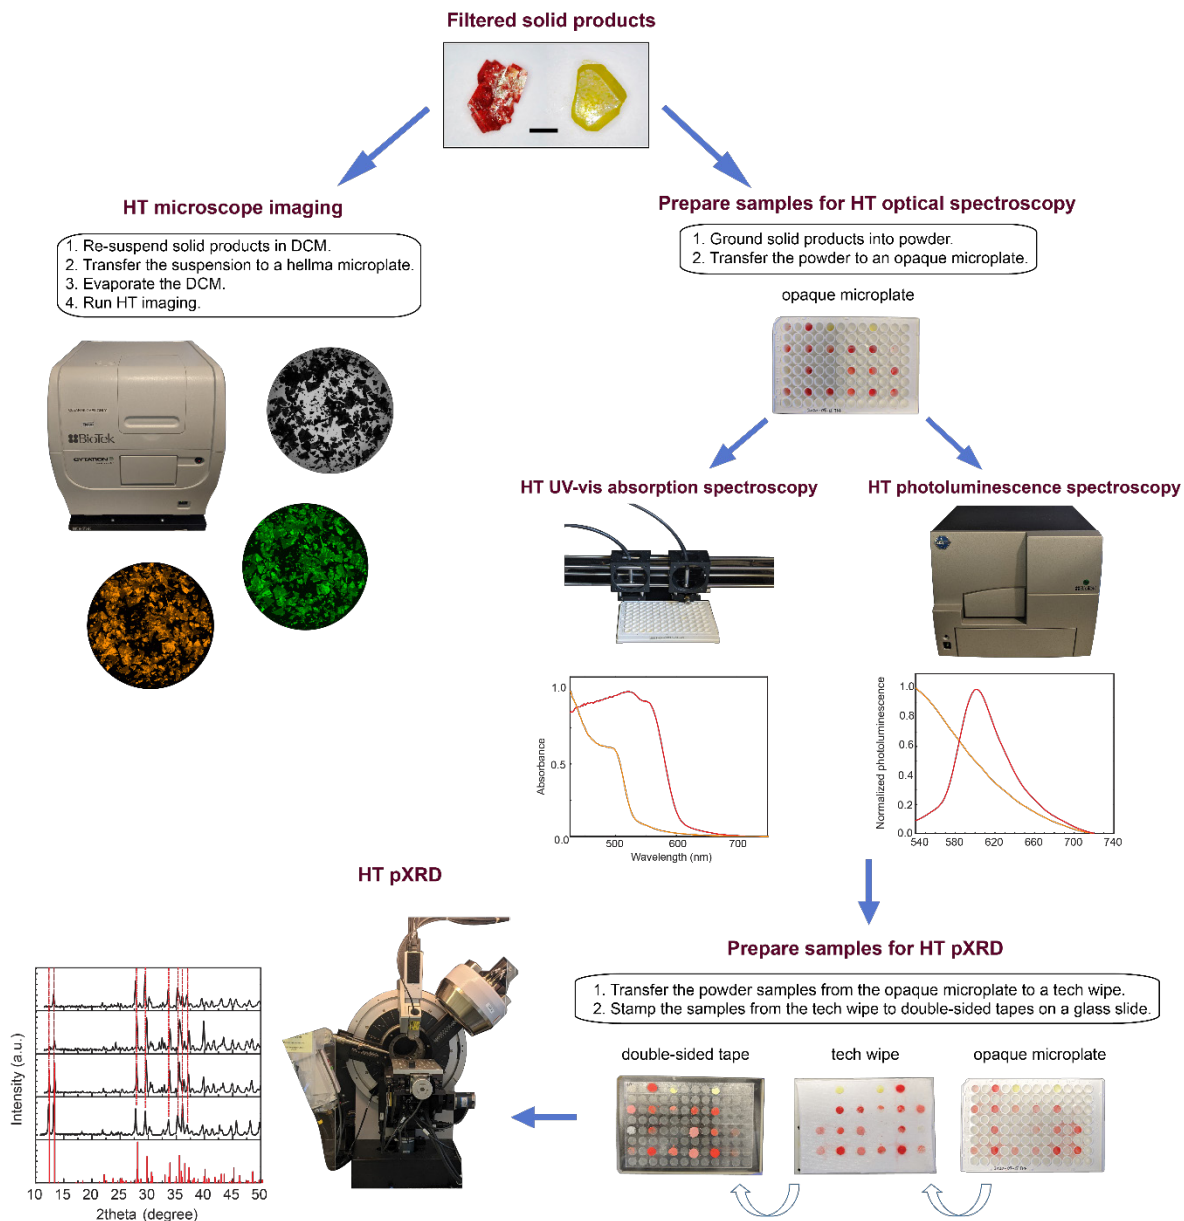 Filtered solid products
HT microscope imaging
1. Re-suspend solid products in DCM.
2. Transfer the suspension to a hellma microplate.
3. Evaporate the DCM.
4. Run HT imaging.
Prepare samples for HT optical spectroscopy
1. Ground solid products into powder.
2. Transfer the powder to an opaque microplate.
opaque microplate
BioTek
CYTATION
HT UV-vis absorption spectroscopy
HT photoluminescence spectroscopy
1.0
0.5
0.0
Absorbance
500 600 700
Wavelength (nm)
1.0
0.8
0.6
0.4
0.2
0.0
Normalized photoluminescence
540 580 620 660 700 740
HT pXRD
Intensity (a.u.)
10 15 20 25 30 35 40 45 50
2theta (degree)
Prepare samples for HT pXRD
1. Transfer the powder samples from the opaque microplate to a tech wipe.
2. Stamp the samples from the tech wipe to double-sided tapes on a glass slide.
double-sided tape
tech wipe
opaque microplate